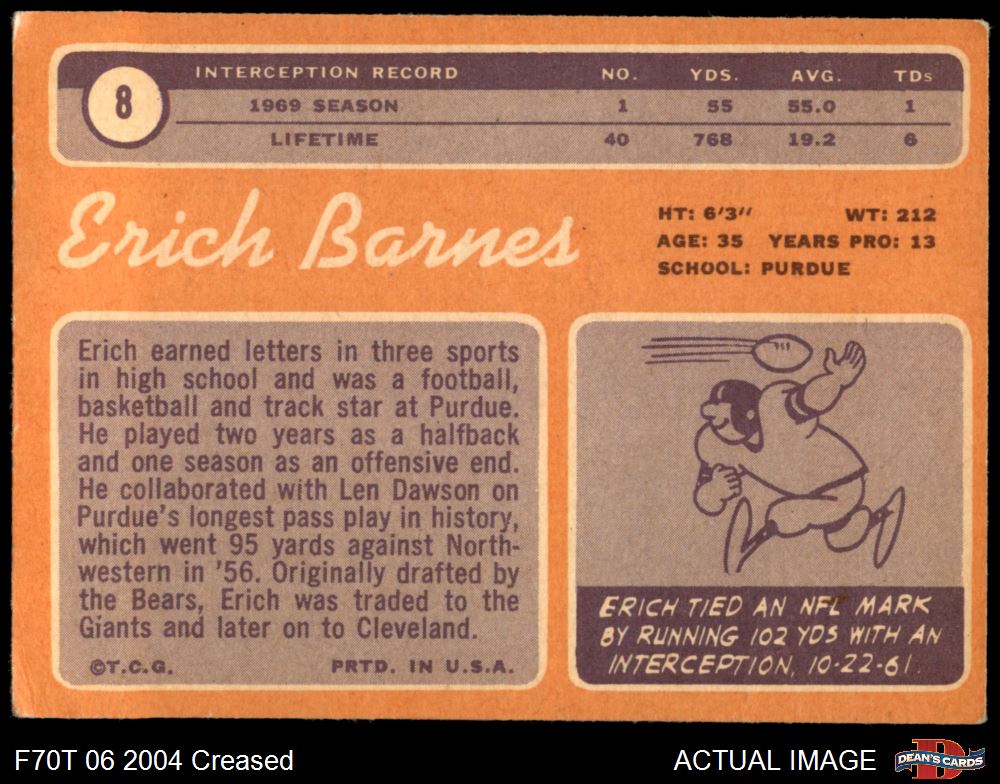 8
INTERCEPTION RECORD NO. YDS. AVG. TDs
1969 SEASON 1 55 55.0 1
LIFETIME 40 768 19.2 6
Erich Barnes
HT: 6'3" WT: 212
AGE: 35 YEARS PRO: 13
SCHOOL: PURDUE
Erich earned letters in three sports
in high school and was a football,
basketball and track star at Purdue.
He played two years as a halfback
and one season as an offensive end.
He collaborated with Len Dawson on
Purdue's longest pass play in history,
which went 95 yards against North-
western in '56. Originally drafted by
the Bears, Erich was traded to the
Giants and later on to Cleveland.
©T.C.G. PRTD. IN U.S.A.
ERICH TIED AN NFL MARK
BY RUNNING 102 YDS WITH AN
INTERCEPTION, 10-22-61.
F70T 06 2004 Creased
ACTUAL IMAGE
D
DEAN'S CARDS